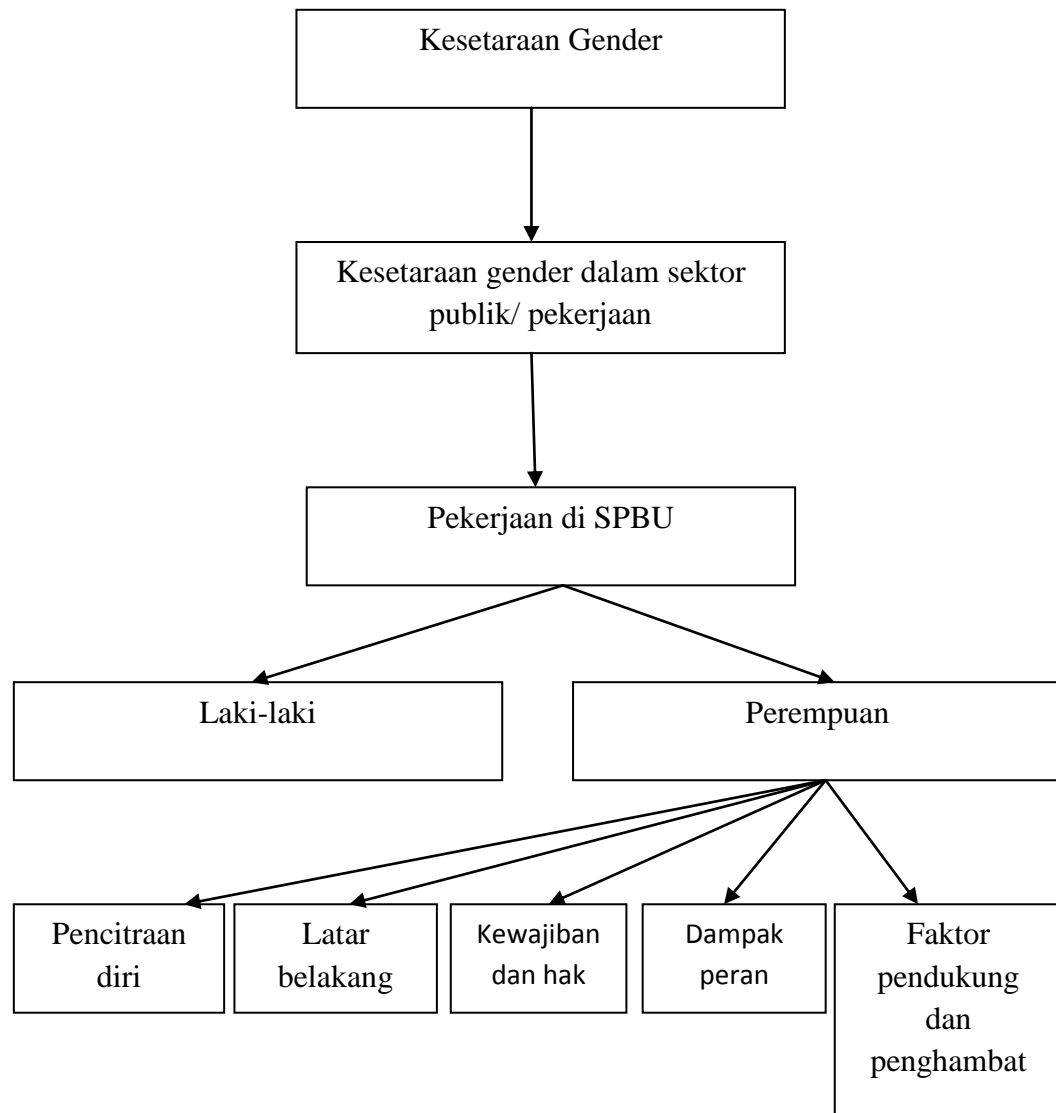 Kesetaraan Gender
Kesetaraan gender dalam sektor
publik/ pekerjaan
Pekerjaan di SPBU
Laki-laki
Perempuan
Pencitraan
diri
Latar
belakang
Kewajiban
dan hak
Dampak
peran
Faktor
pendukung
dan
penghambat